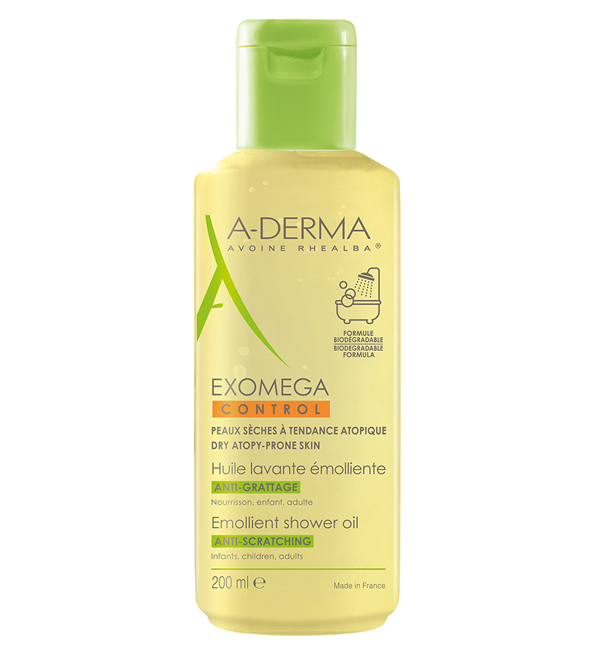 A-DERMA
AVOINE RHEALBA®
FORMULE
BIODÉGRADABLE
BIODEGRADABLE
FORMULA
EXOMEGA
CONTROL
PEAUX SÈCHES À TENDANCE ATOPIQUE
DRY ATOPY-PRONE SKIN
Huile lavante émolliente
ANTI-GRATTAGE
Nourrisson, enfant, adulte
Emollient shower oil
ANTI-SCRATCHING
Infants, children, adults
200 ml ℮
Made in France